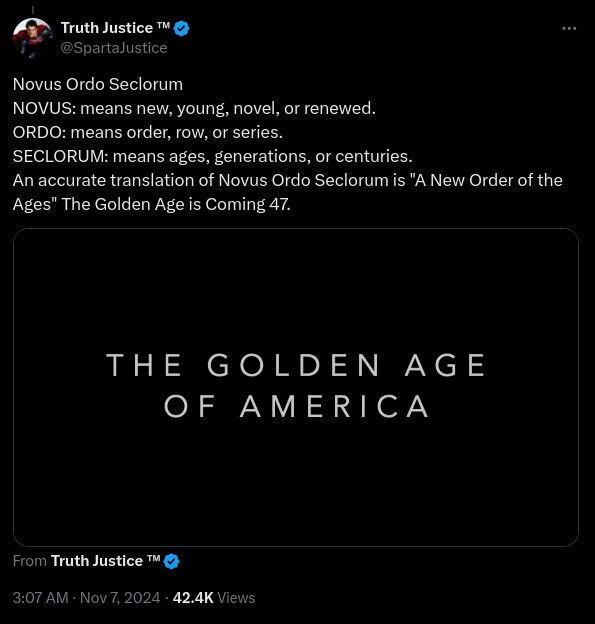 Truth Justice ™
@SpartaJustice
Novus Ordo Seclorum
NOVUS: means new, young, novel, or renewed.
ORDO: means order, row, or series.
SECLORUM: means ages, generations, or centuries.
An accurate translation of Novus Ordo Seclorum is "A New Order of the
Ages" The Golden Age is Coming 47.
THE GOLDEN AGE
OF AMERICA
From Truth Justice ™
3:07 AM · Nov 7, 2024 · 42.4K Views